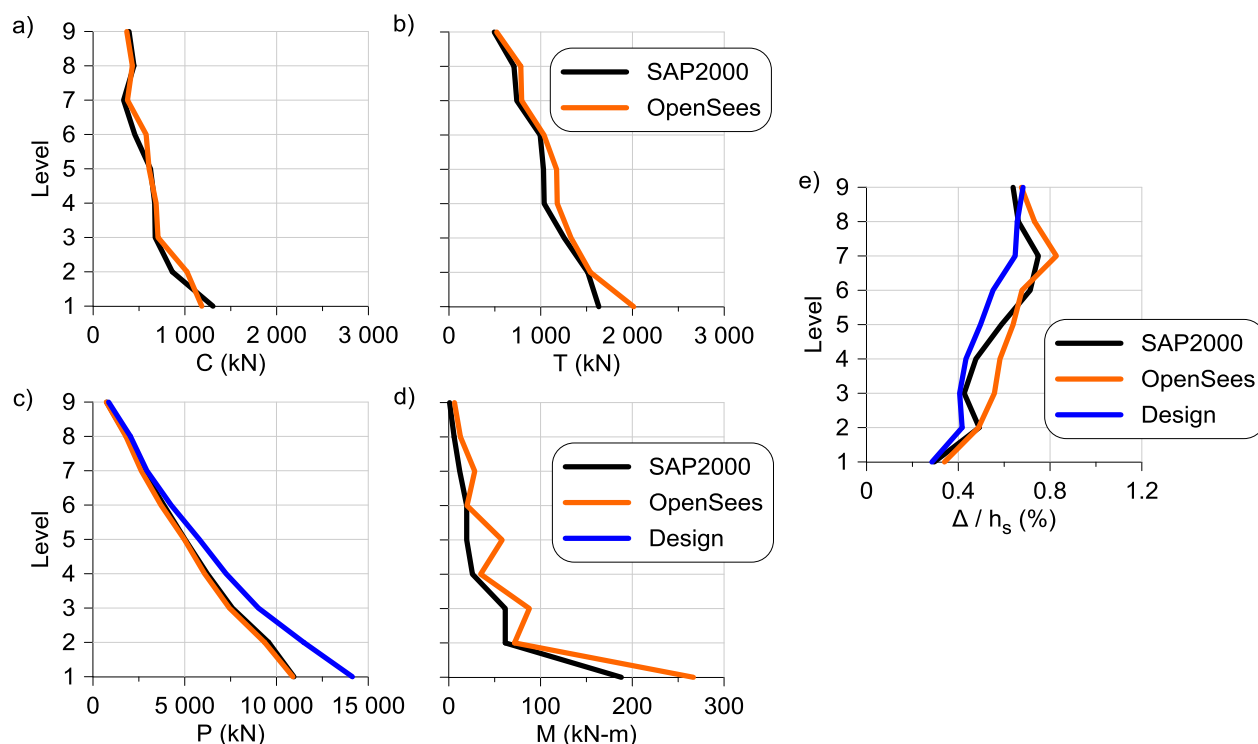 a)
9
8
7
6
5
4
3
2
1
Level
0
1 000
2 000
3 000
C (kN)
b)
SAP2000
OpenSees
0
1 000
2 000
3 000
T (kN)
c)
9
8
7
6
5
4
3
2
1
Level
0
5 000
10 000
15 000
P (kN)
d)
SAP2000
OpenSees
Design
0
100
200
300
M (kN-m)
e)
9
8
7
6
5
4
3
2
1
Level
SAP2000
OpenSees
Design
0
0.4
0.8
1.2
Δ / hs (%)